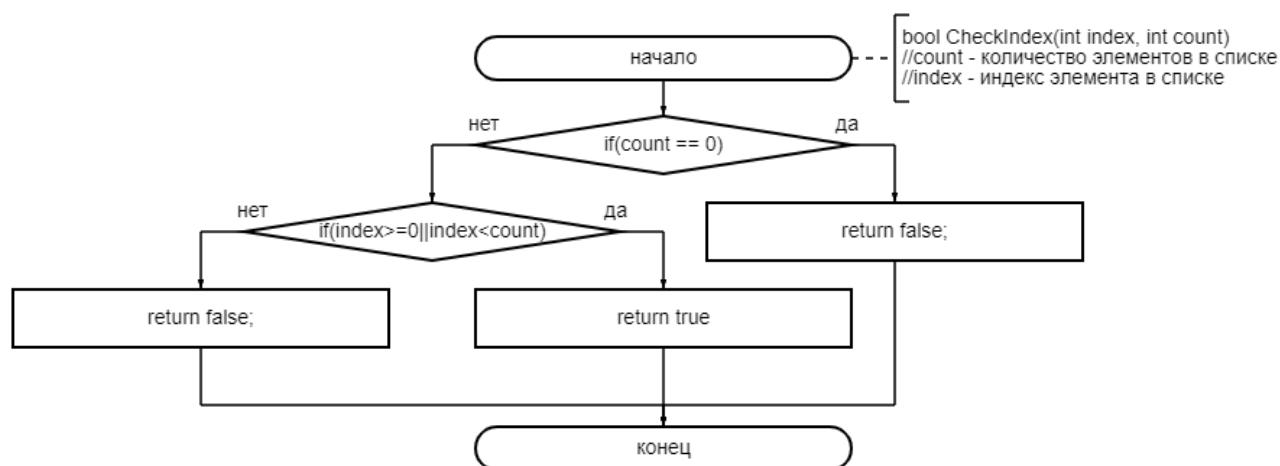 начало
bool CheckIndex(int index, int count)
//count - количество элементов в списке
//index - индекс элемента в списке
нет
да
if(count == 0)
нет
да
if(index>=0||index<count)
return false;
return false;
return true
конец